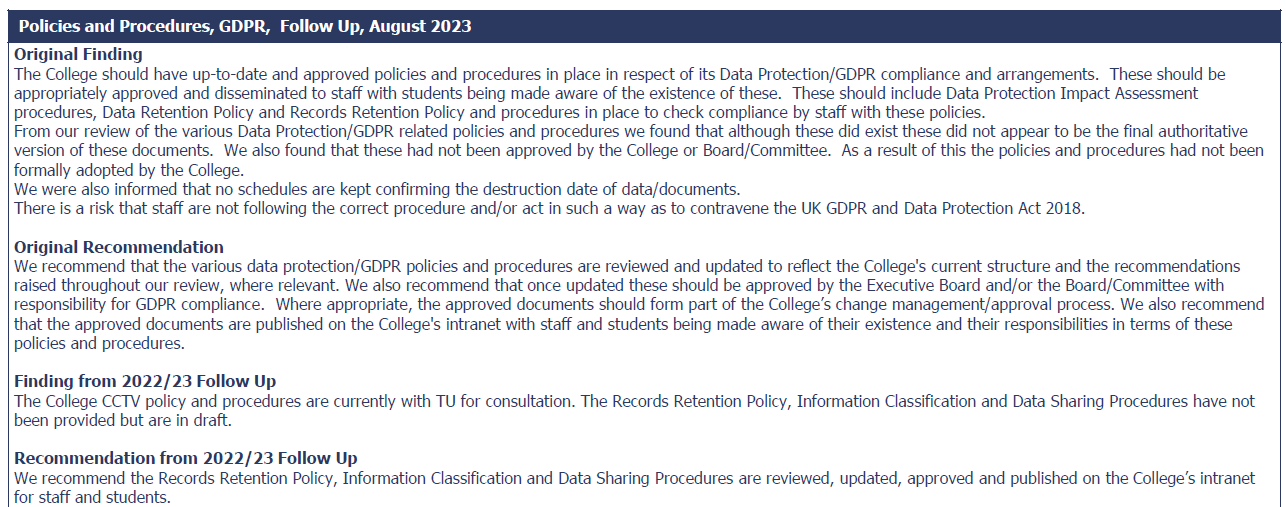 Policies and Procedures, GDPR,  Follow Up, August 2023
Original Finding
The College should have up-to-date and approved policies and procedures in place in respect of its Data Protection/GDPR compliance and arrangements.  These should be
appropriately approved and disseminated to staff with students being made aware of the existence of these.  These should include Data Protection Impact Assessment
procedures, Data Retention Policy and Records Retention Policy and procedures in place to check compliance by staff with these policies.
From our review of the various Data Protection/GDPR related policies and procedures we found that although these did exist these did not appear to be the final authoritative
version of these documents.  We also found that these had not been approved by the College or Board/Committee.  As a result of this the policies and procedures had not been
formally adopted by the College.
We were also informed that no schedules are kept confirming the destruction date of data/documents.
There is a risk that staff are not following the correct procedure and/or act in such a way as to contravene the UK GDPR and Data Protection Act 2018.
Original Recommendation
We recommend that the various data protection/GDPR policies and procedures are reviewed and updated to reflect the College's current structure and the recommendations
raised throughout our review, where relevant. We also recommend that once updated these should be approved by the Executive Board and/or the Board/Committee with
responsibility for GDPR compliance.  Where appropriate, the approved documents should form part of the College’s change management/approval process. We also recommend
that the approved documents are published on the College's intranet with staff and students being made aware of their existence and their responsibilities in terms of these
policies and procedures.
Finding from 2022/23 Follow Up
The College CCTV policy and procedures are currently with TU for consultation. The Records Retention Policy, Information Classification and Data Sharing Procedures have not
been provided but are in draft.
Recommendation from 2022/23 Follow Up
We recommend the Records Retention Policy, Information Classification and Data Sharing Procedures are reviewed, updated, approved and published on the College’s intranet
for staff and students.